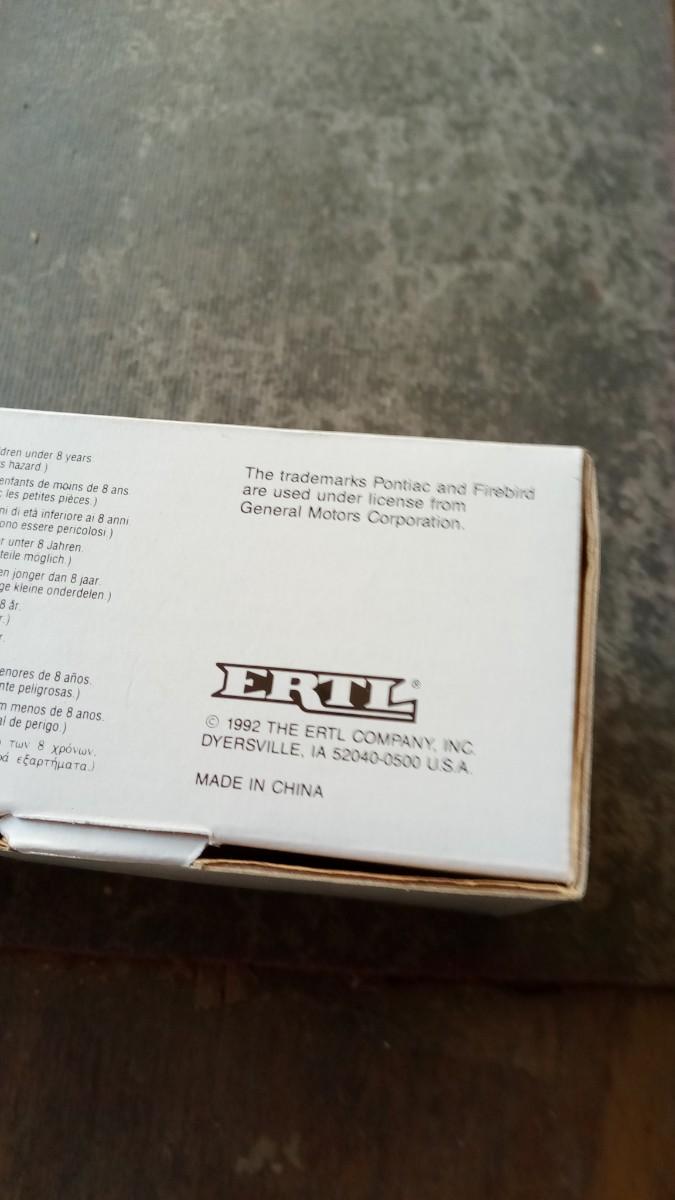 dren under 8 years.
s hazard.)
enfants de moins de 8 ans
les petites pièces.)
ni di età inferiore ai 8 anni
ono essere pericolosi.)
unter 8 Jahren.
teile möglich.)
en jonger dan 8 jaar.
ge kleine onderdelen.)
8 år.
r.)
r.
enores de 8 años.
nte peligrosas.)
m menos de 8 anos.
al de perigo.)
των 8 χρόνων.
ρά εξαρτήματα.)
The trademarks Pontiac and Firebird
are used under license from
General Motors Corporation.
ERTL®
© 1992 THE ERTL COMPANY, INC.
DYERSVILLE, IA 52040-0500 U.S.A.
MADE IN CHINA